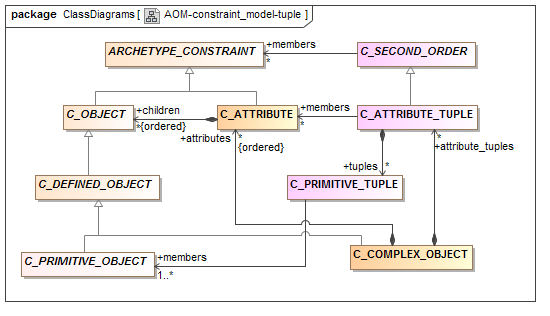 package ClassDiagrams [ AOM-constraint_model-tuple ]
ARCHETYPE_CONSTRAINT
+members
*
C_SECOND_ORDER
C_OBJECT
+children
*{ordered}
C_ATTRIBUTE
+members
*
C_ATTRIBUTE_TUPLE
+attributes
*
{ordered}
*
+attribute_tuples
+tuples
*
C_DEFINED_OBJECT
C_PRIMITIVE_TUPLE
C_PRIMITIVE_OBJECT
+members
1..*
C_COMPLEX_OBJECT